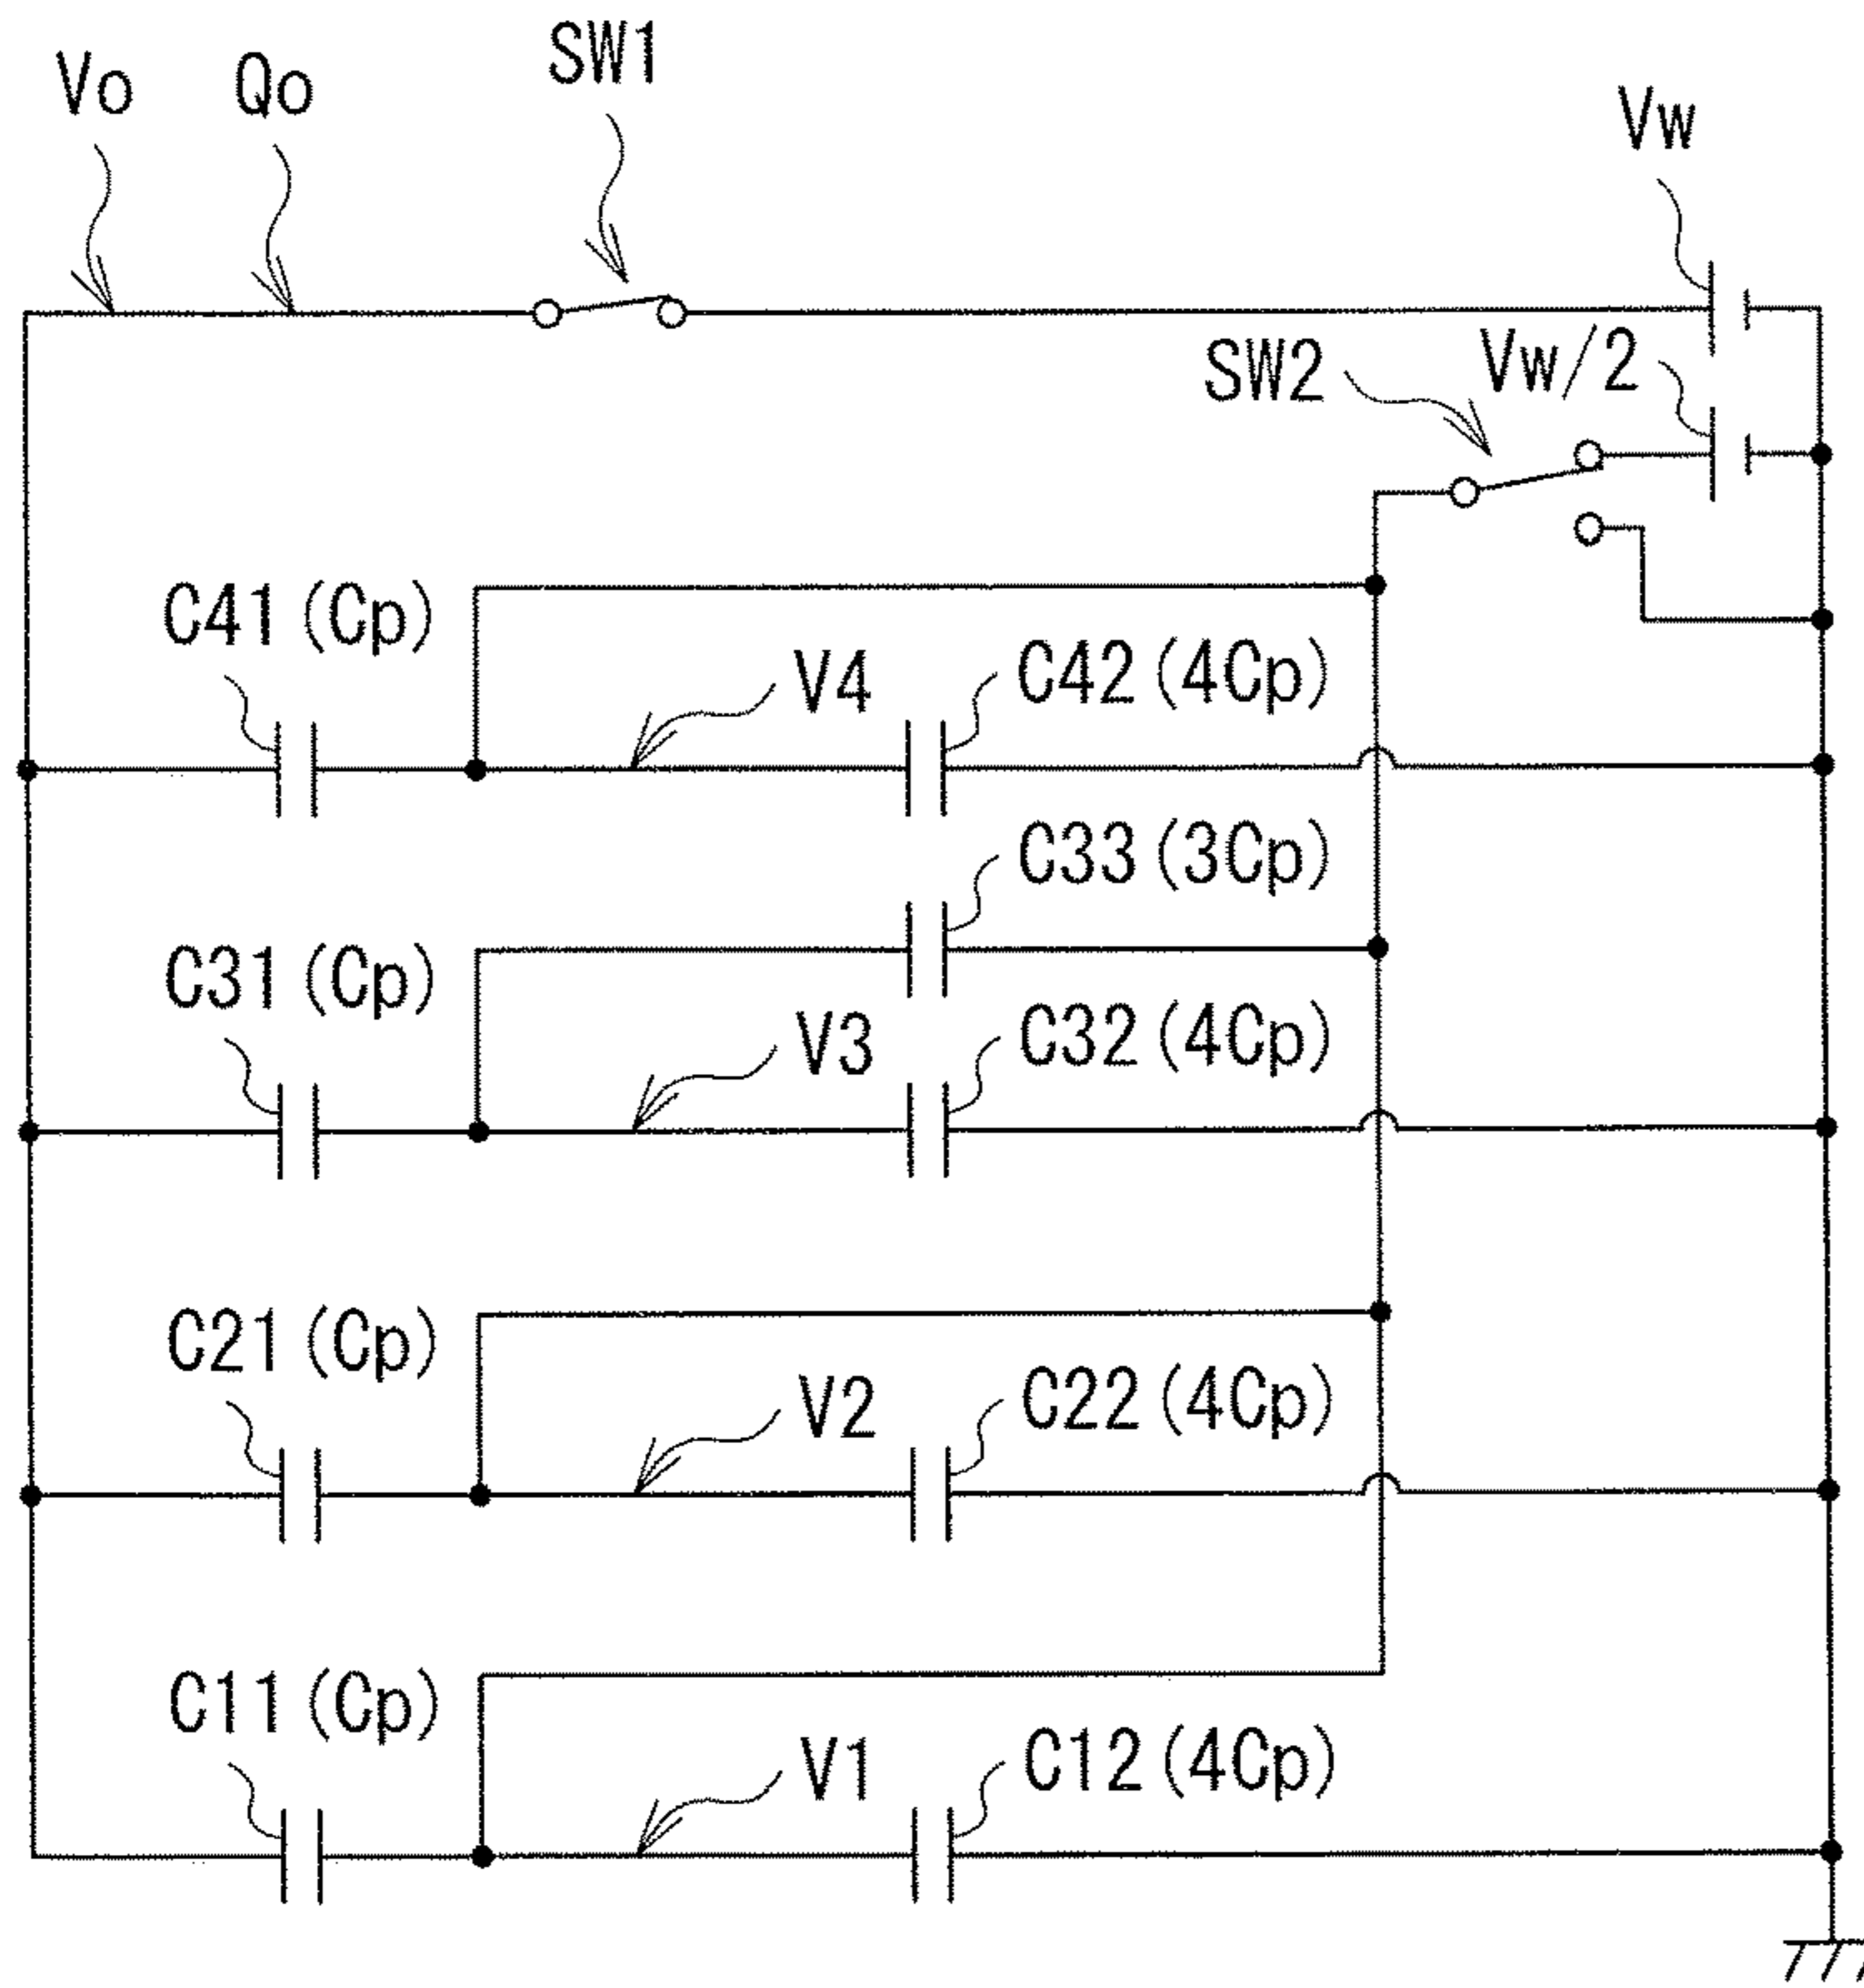 Vo
Qo
SW1
Vw
SW2
Vw/2
C41(Cp)
V4
C42(4Cp)
C33(3Cp)
C31(Cp)
V3
C32(4Cp)
C21(Cp)
V2
C22(4Cp)
C11(Cp)
V1
C12(4Cp)